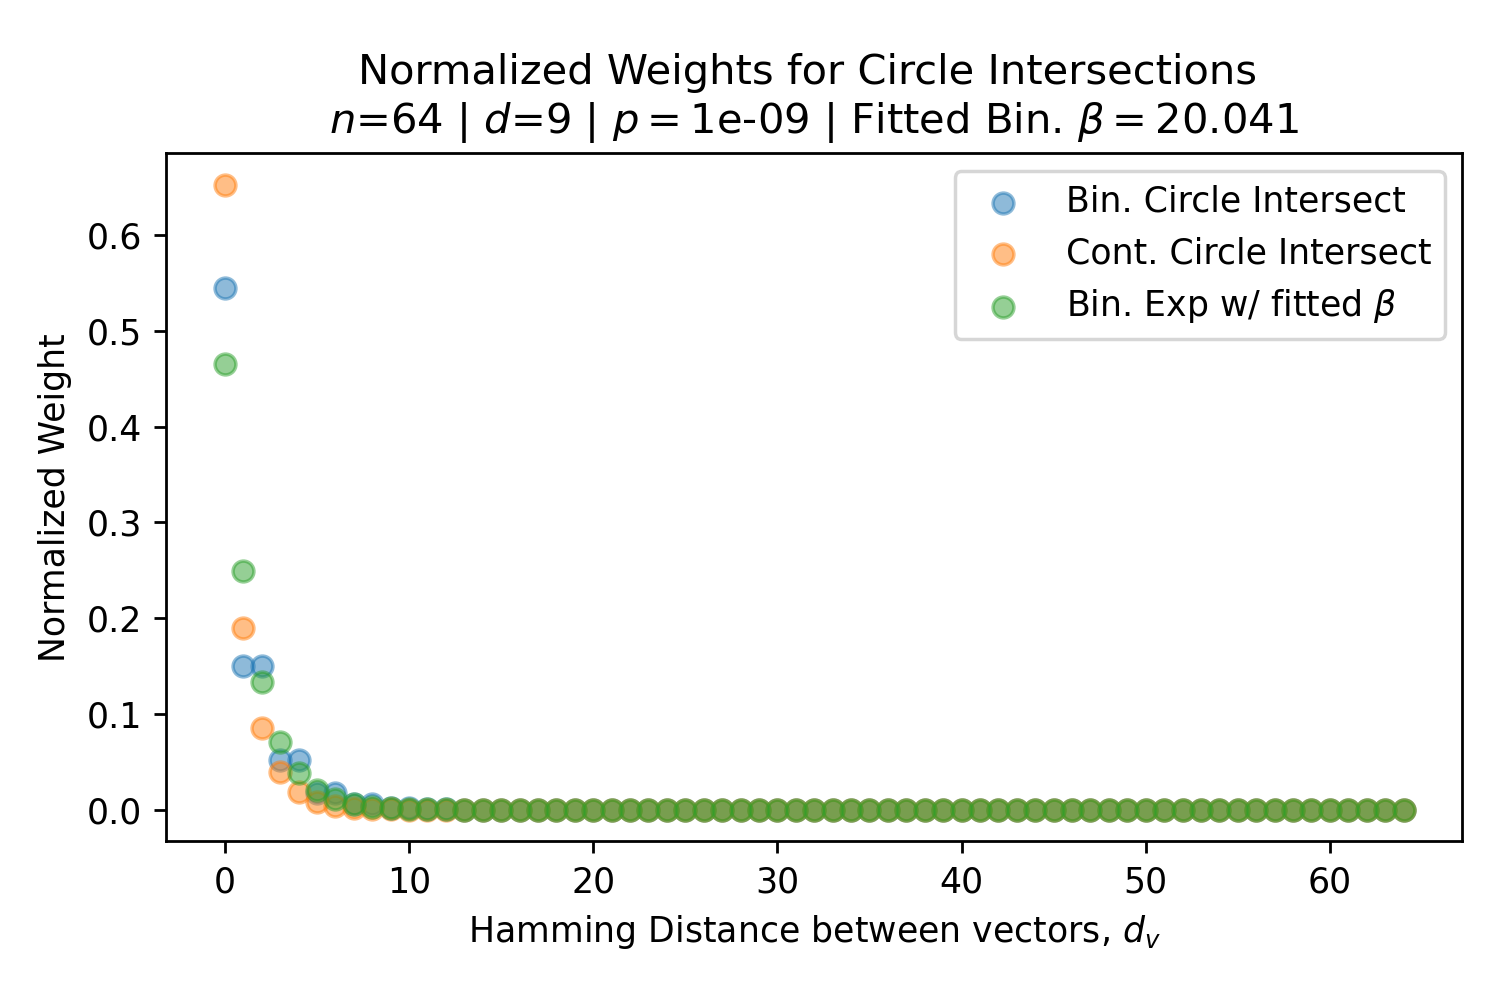 Normalized Weights for Circle Intersections
n=64 | d=9 | p = 1e-09 | Fitted Bin. β = 20.041
Bin. Circle Intersect
Cont. Circle Intersect
Bin. Exp w/ fitted β
Normalized Weight
0.6
0.5
0.4
0.3
0.2
0.1
0.0
0 10 20 30 40 50 60
Hamming Distance between vectors, dᵥ